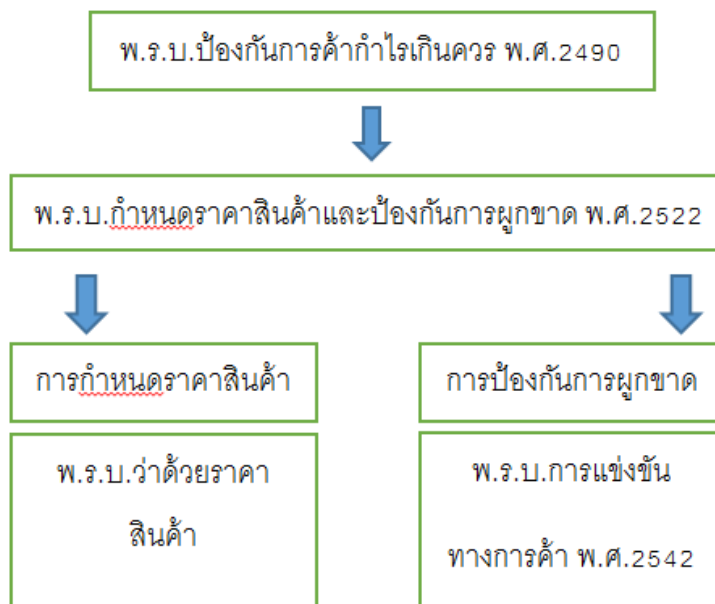 พ.ร.บ.ป้องกันการค้ากำไรเกินควร พ.ศ.2490
พ.ร.บ.กำหนดราคาสินค้าและป้องกันการผูกขาด พ.ศ.2522
การกำหนดราคาสินค้า
พ.ร.บ.ว่าด้วยราคา
สินค้า
การป้องกันการผูกขาด
พ.ร.บ.การแข่งขัน
ทางการค้า พ.ศ.2542